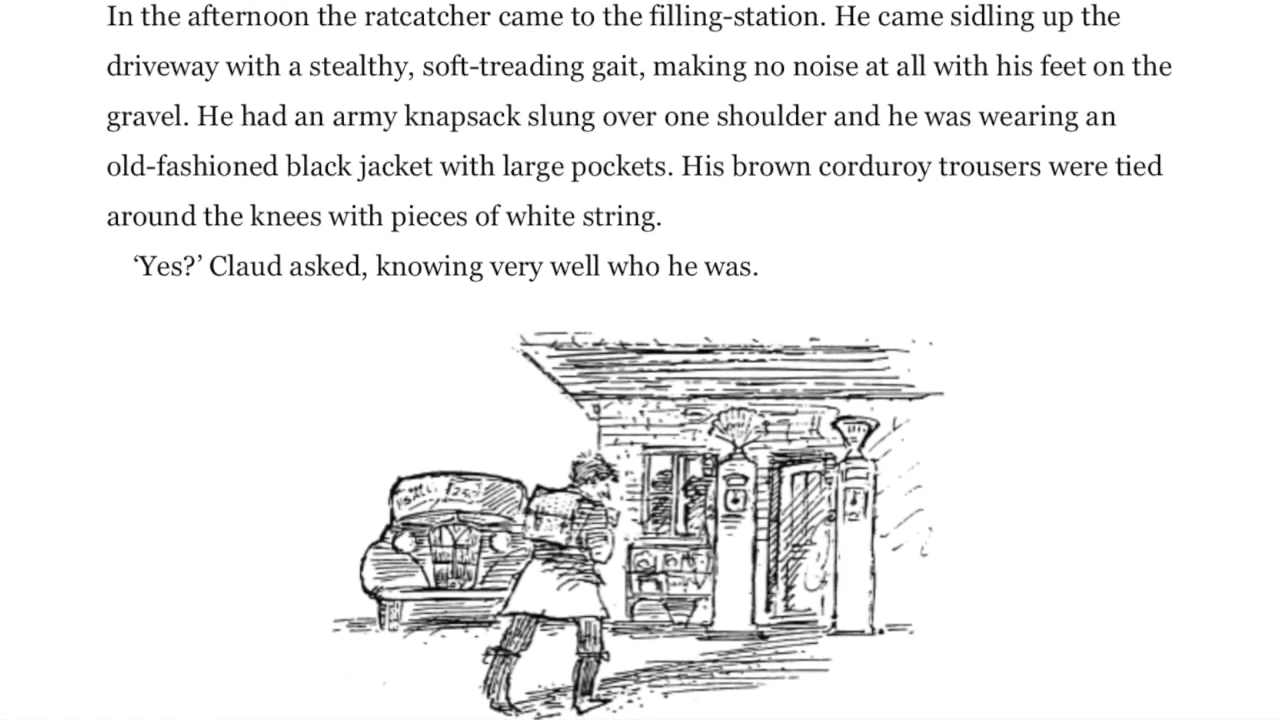 In the afternoon the ratcatcher came to the filling-station. He came sidling up the
driveway with a stealthy, soft-treading gait, making no noise at all with his feet on the
gravel. He had an army knapsack slung over one shoulder and he was wearing an
old-fashioned black jacket with large pockets. His brown corduroy trousers were tied
around the knees with pieces of white string.
‘Yes?’ Claud asked, knowing very well who he was.